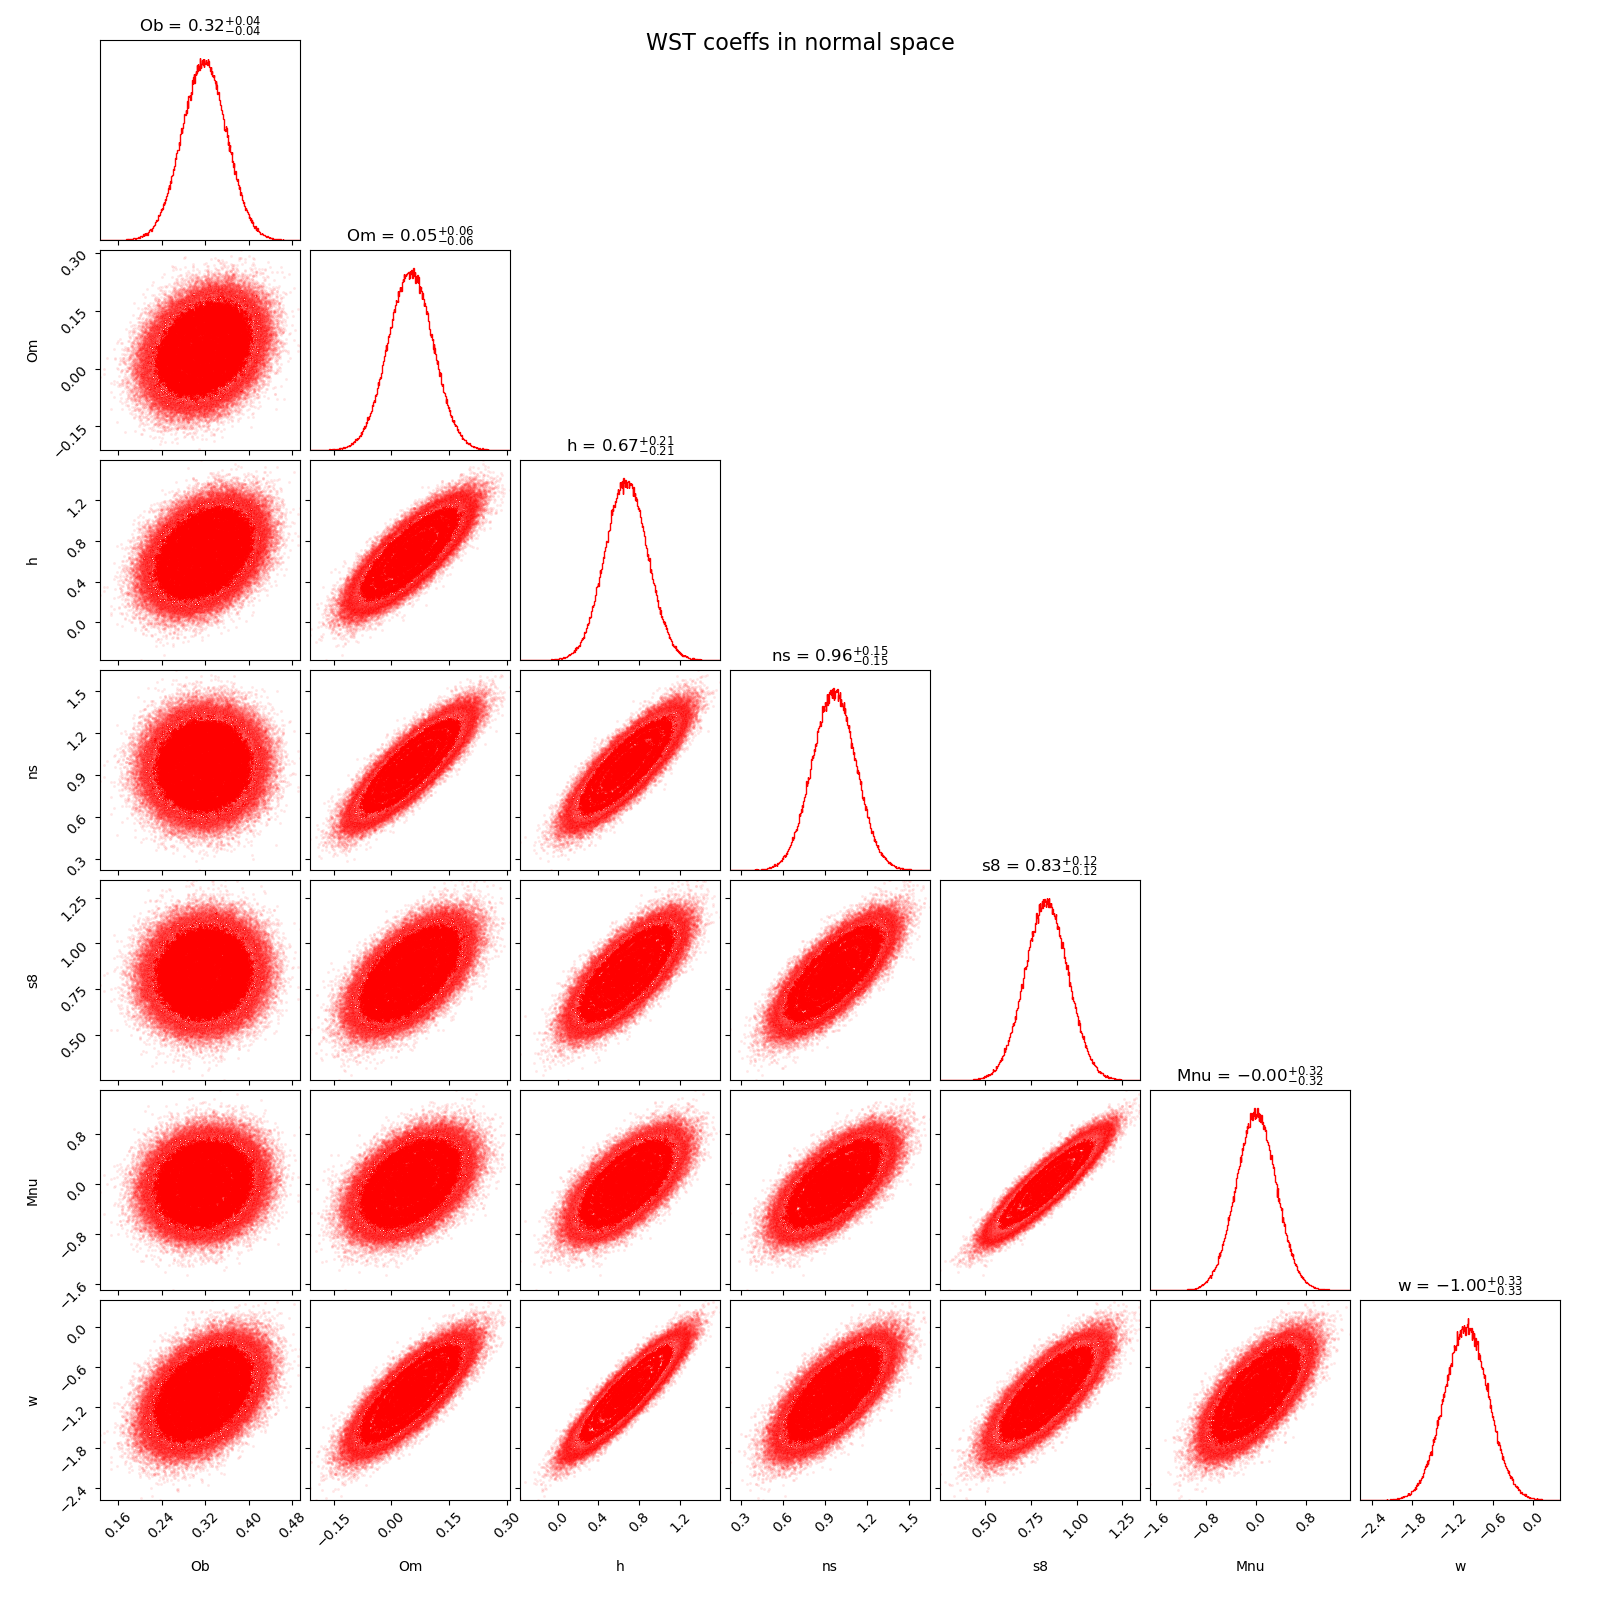 WST coeffs in normal space
Ob = 0.32+0.04−0.04
Om = 0.05+0.06−0.06
0.30
0.15
0.00
−0.15
Om
h = 0.67+0.21−0.21
1.2
0.8
0.4
0.0
h
ns = 0.96+0.15−0.15
1.5
1.2
0.9
0.6
0.3
ns
s8 = 0.83+0.12−0.12
1.25
1.00
0.75
0.50
s8
Mnu = −0.00+0.32−0.32
0.8
0.0
−0.8
−1.6
Mnu
w = −1.00+0.33−0.33
0.0
−0.6
−1.2
−1.8
−2.4
w
0.16 0.24 0.32 0.40 0.48 −0.15 0.00 0.15 0.30 0.0 0.4 0.8 1.2 0.3 0.6 0.9 1.2 1.5 0.50 0.75 1.00 1.25 −1.6 −0.8 0.0 0.8 −2.4 −1.8 −1.2 −0.6 0.0
Ob Om h ns s8 Mnu w